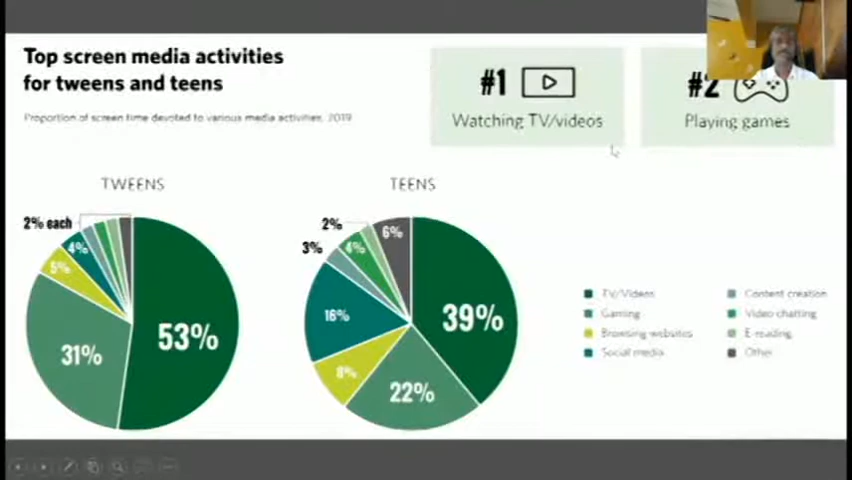 Top screen media activities
for tweens and teens
Proportion of screen time devoted to various media activities, 2019
#1
Watching TV/videos
#2
Playing games
TWEENS
2% each
4%
5%
31%
53%
TEENS
2%
3%
4%
6%
16%
8%
22%
39%
TV/Videos
Gaming
Browsing websites
Social media
Content creation
Video chatting
E-reading
Other